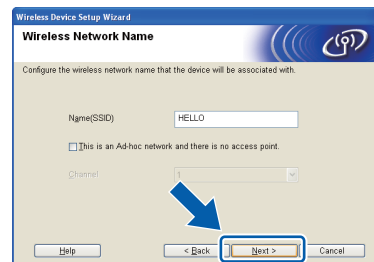 Wireless Device Setup Wizard
Wireless Network Name
Configure the wireless network name that the device will be associated with.
Name(SSID) HELLO
This is an Ad-hoc network and there is no access point.
Channel 1
Help < Back Next > Cancel